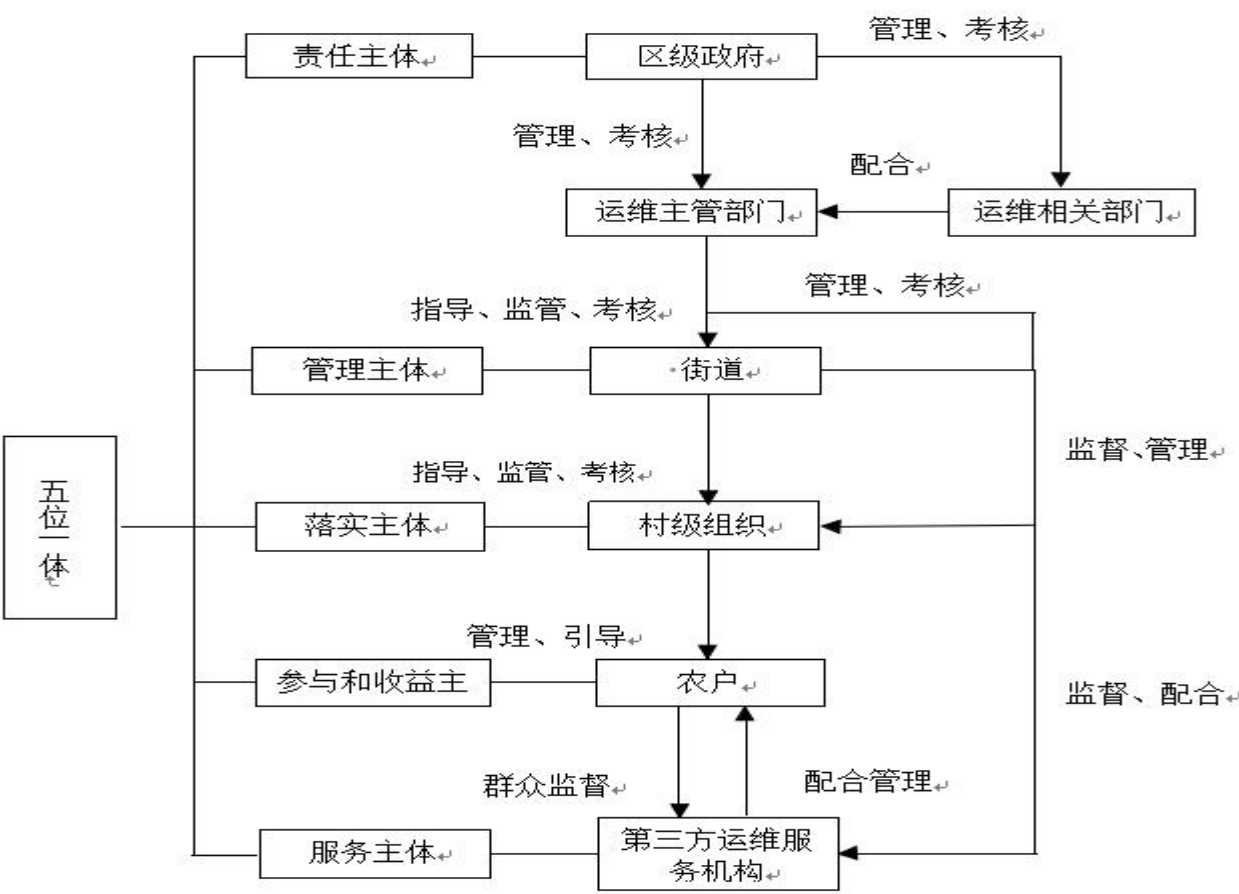 管理、考核
责任主体
区级政府
管理、考核
配合
运维主管部门
运维相关部门
管理、考核
指导、监管、考核
管理主体
街道
监督、管理
五位一体
指导、监管、考核
落实主体
村级组织
管理、引导
参与和收益主
农户
监督、配合
群众监督
配合管理
服务主体
第三方运维服
务机构